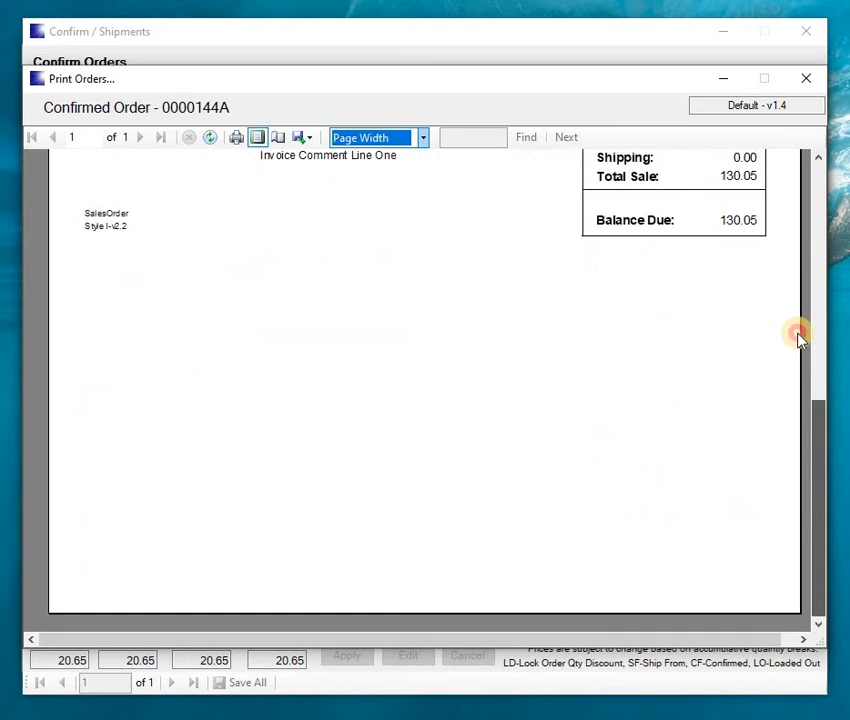 Confirm / Shipments
Confirm Orders
Print Orders...
Confirmed Order - 0000144A
Default - v1.4
1 of 1
Page Width
Find
Next
Invoice Comment Line One
Shipping: 0.00
Total Sale: 130.05
SalesOrder
Style I-v2.2
Balance Due: 130.05
Prices are subject to change based on accumulative quantity breaks.
20.65 20.65 20.65 20.65 Apply Edit Cancel
LD-Lock Order Qty Discount, SF-Ship From, CF-Confirmed, LO-Loaded Out
1 of 1 Save All